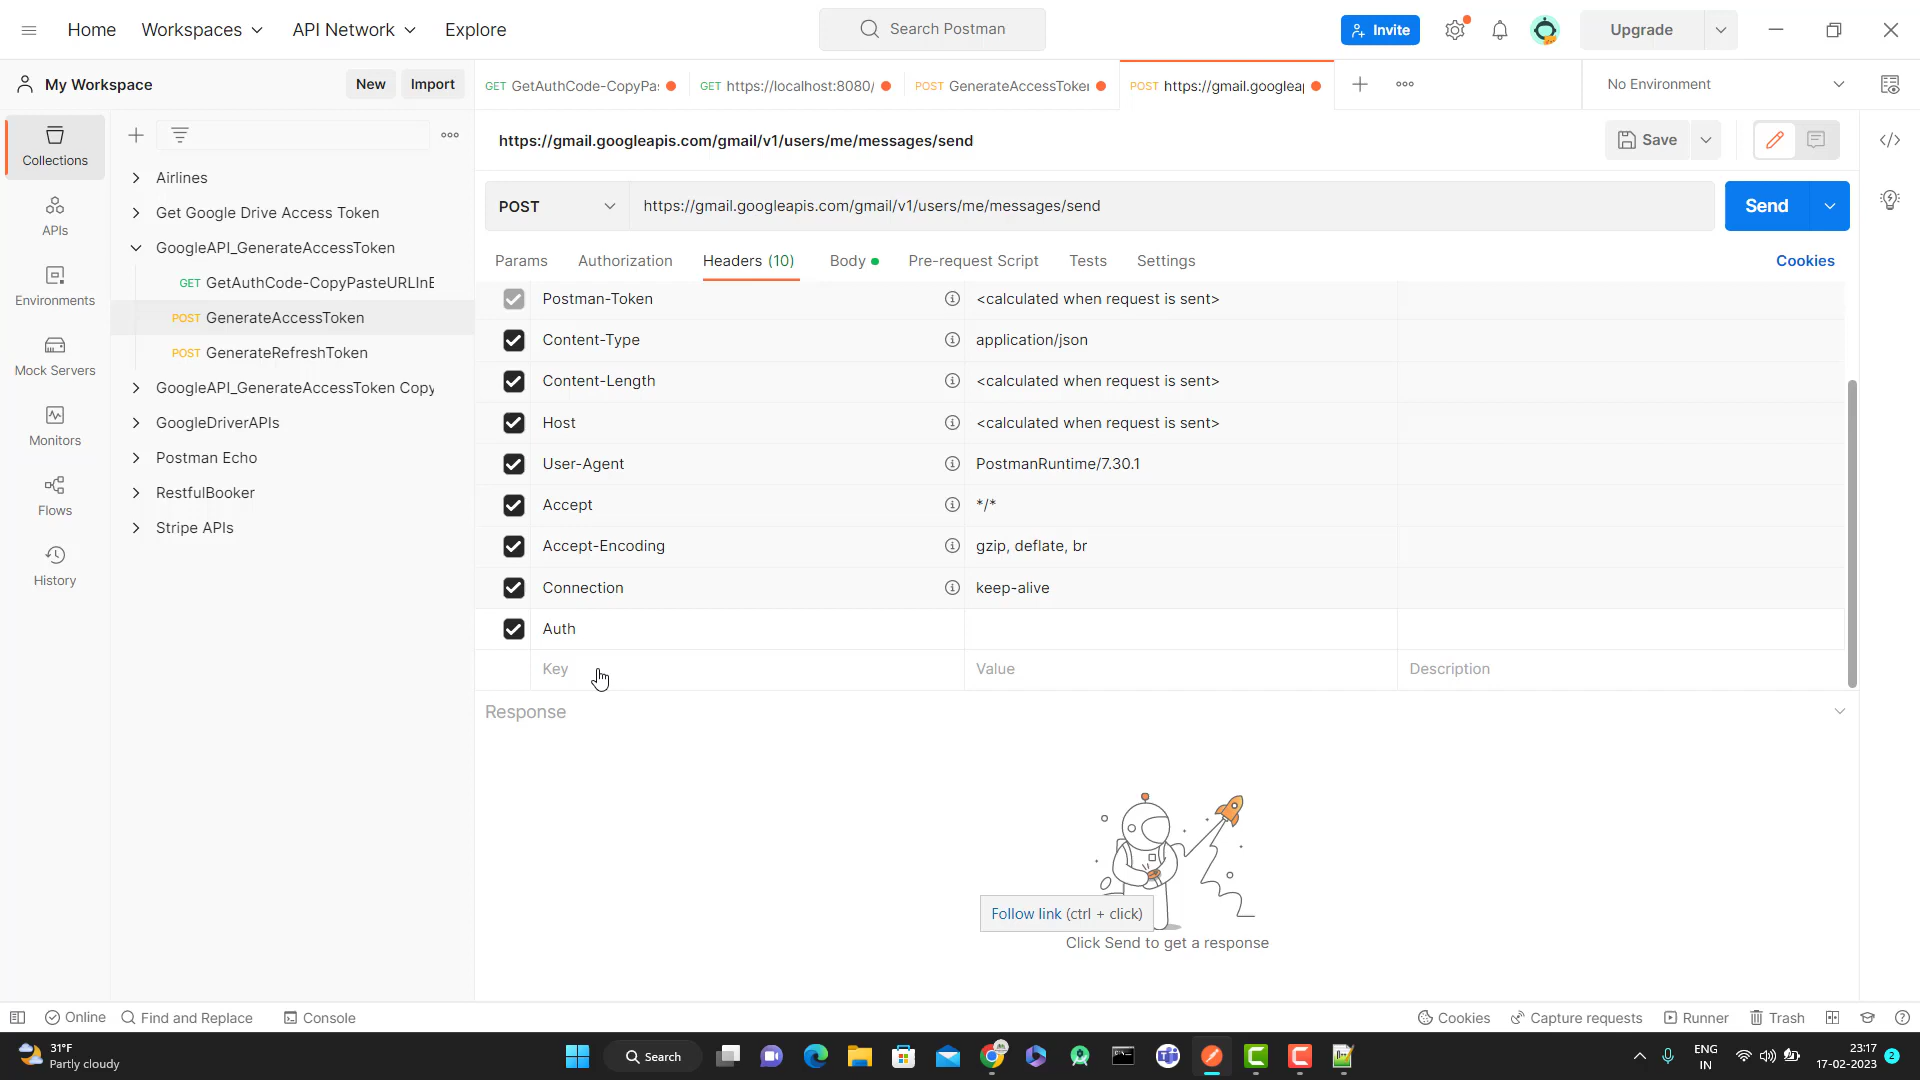 Home Workspaces API Network Explore
Search Postman
Invite Upgrade
My Workspace New Import
GET GetAuthCode-CopyPa GET https://localhost:8080/ POST GenerateAccessToke POST https://gmail.googleap
No Environment
Collections
APIs
Environments
Mock Servers
Monitors
Flows
History
Airlines
Get Google Drive Access Token
GoogleAPI_GenerateAccessToken
GET GetAuthCode-CopyPasteURLInE
POST GenerateAccessToken
POST GenerateRefreshToken
GoogleAPI_GenerateAccessToken Copy
GoogleDriverAPIs
Postman Echo
RestfulBooker
Stripe APIs
https://gmail.googleapis.com/gmail/v1/users/me/messages/send Save
POST https://gmail.googleapis.com/gmail/v1/users/me/messages/send Send
Params Authorization Headers (10) Body Pre-request Script Tests Settings Cookies
Postman-Token <calculated when request is sent>
Content-Type application/json
Content-Length <calculated when request is sent>
Host <calculated when request is sent>
User-Agent PostmanRuntime/7.30.1
Accept */*
Accept-Encoding gzip, deflate, br
Connection keep-alive
Auth
Key Value Description
Response
Follow link (ctrl + click)
Click Send to get a response
Online Find and Replace Console Cookies Capture requests Runner Trash
31°F
Partly cloudy
Search
ENG
IN
23:17
17-02-2023
2